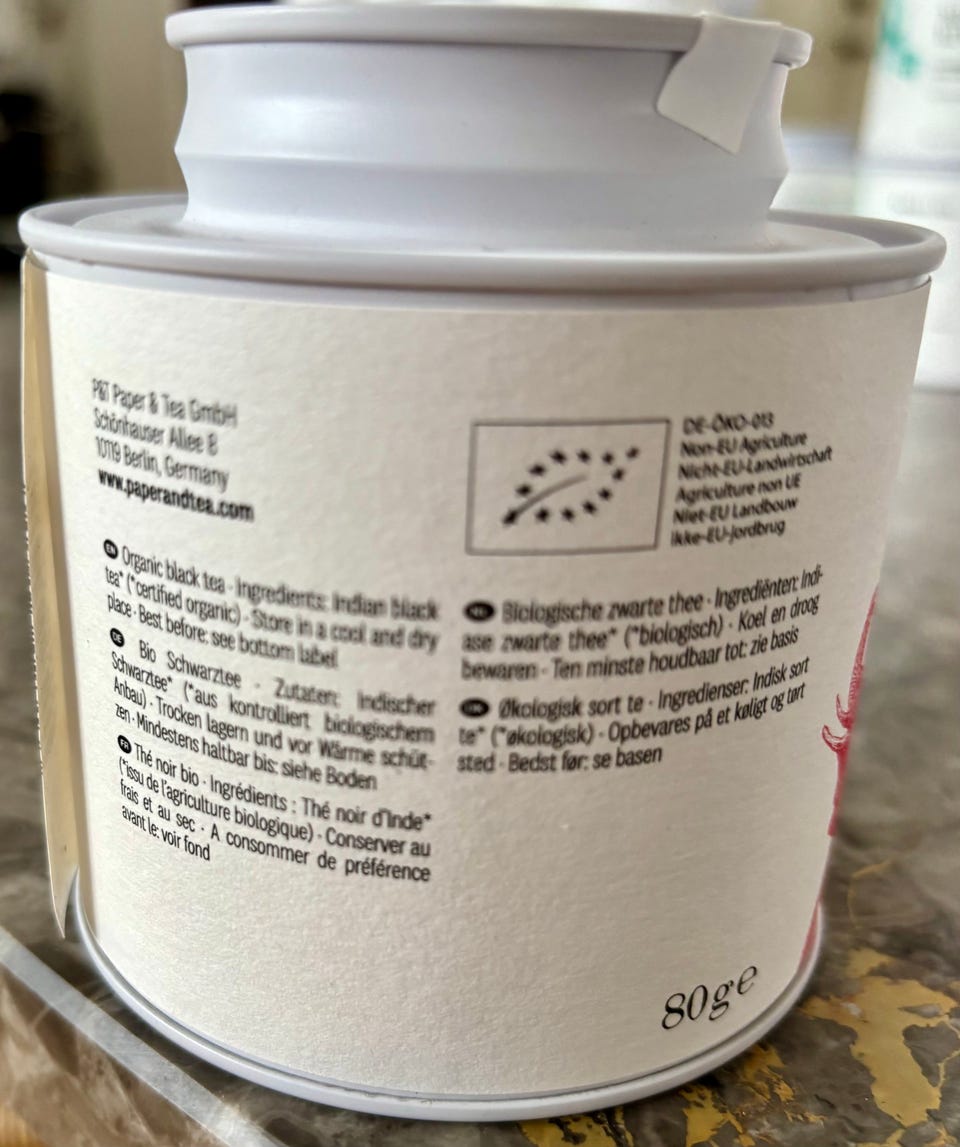 P&T Paper & Tea GmbH
Schönhauser Allee 8
10119 Berlin, Germany
www.paperandtea.com
DE-ÖKO-013
Non-EU Agriculture
Nicht-EU-Landwirtschaft
Agriculture non UE
Niet-EU Landbouw
Ikke-EU-jordbrug
EN Organic black tea · Ingredients: Indian black
tea* (*certified organic) · Store in a cool and dry
place · Best before: see bottom label
DE Bio Schwarztee · Zutaten: indischer
Schwarztee* (*aus kontrolliert biologischem
Anbau) · Trocken lagern und vor Wärme schüt-
zen · Mindestens haltbar bis: siehe Boden
FR Thé noir bio · Ingrédients : Thé noir d'Inde*
(*issu de l'agriculture biologique) · Conserver au
frais et au sec · A consommer de préférence
avant le: voir fond
Biologische zwarte thee · Ingrediënten: Indi-
ase zwarte thee* (*biologisch) · Koel en droog
bewaren · Ten minste houdbaar tot: zie basis
Økologisk sort te · Ingredienser: Indisk sort
te* (*økologisk) · Opbevares på et køligt og tørt
sted · Bedst før: se basen
80g e